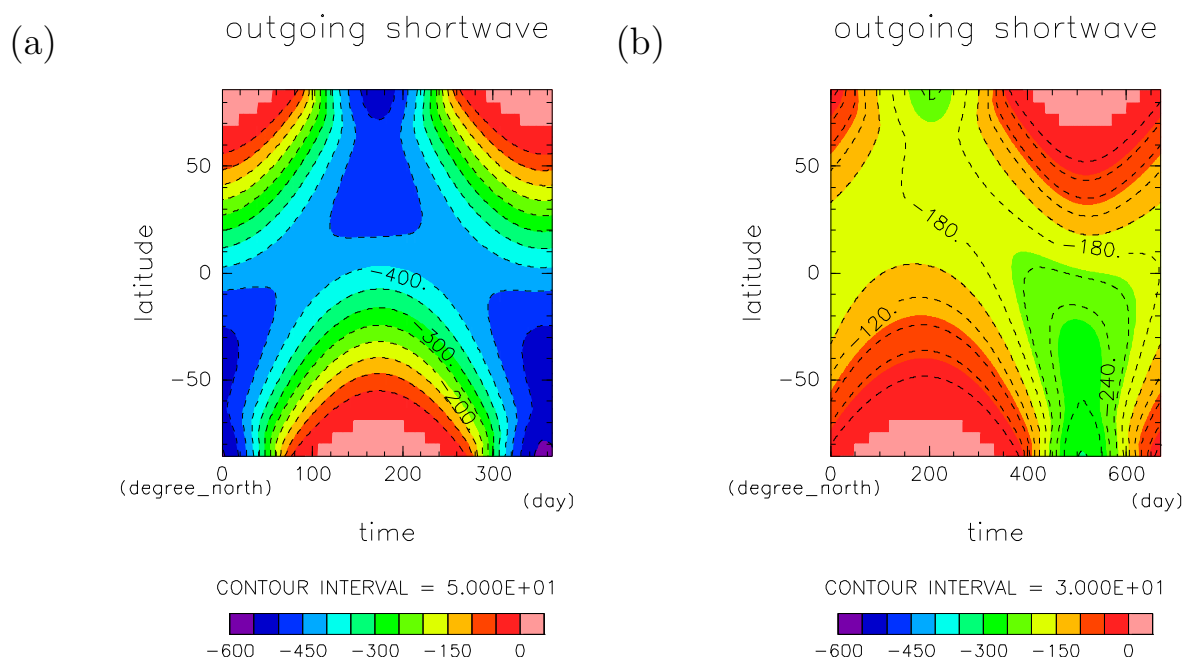 (a)
outgoing shortwave
latitude
50
0
−50
−400.
−300
−200
0 100 200 300
(degree_north)
(day)
time
CONTOUR INTERVAL = 5.000E+01
−600 −450 −300 −150 0
(b)
outgoing shortwave
latitude
50
0
−50
−180.
−180.
120.
240.
0 200 400 600
(degree_north)
(day)
time
CONTOUR INTERVAL = 3.000E+01
−600 −450 −300 −150 0